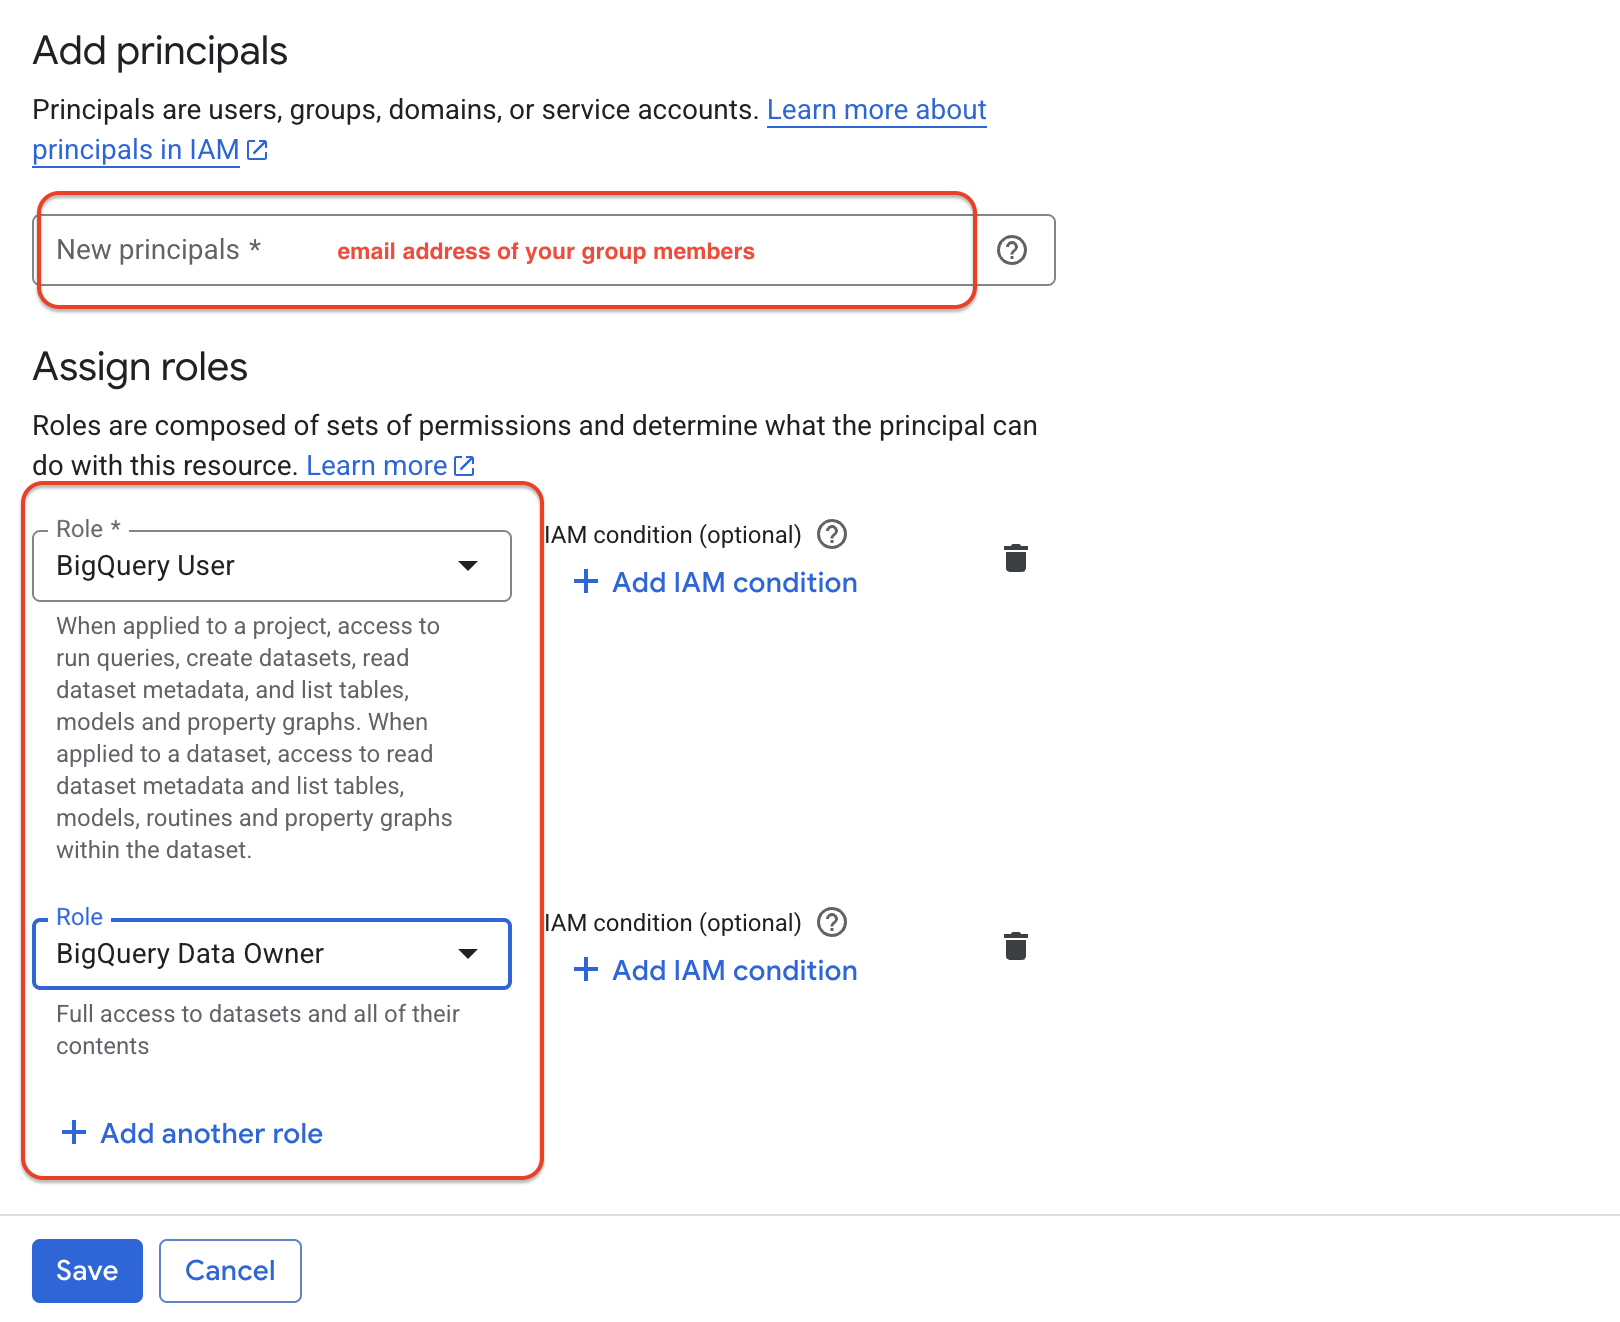 Add principals
Principals are users, groups, domains, or service accounts. Learn more about
principals in IAM
New principals * email address of your group members
Assign roles
Roles are composed of sets of permissions and determine what the principal can
do with this resource. Learn more
Role *
BigQuery User
IAM condition (optional)
Add IAM condition
When applied to a project, access to
run queries, create datasets, read
dataset metadata, and list tables,
models and property graphs. When
applied to a dataset, access to read
dataset metadata and list tables,
models, routines and property graphs
within the dataset.
Role
BigQuery Data Owner
IAM condition (optional)
Add IAM condition
Full access to datasets and all of their
contents
Add another role
Save Cancel